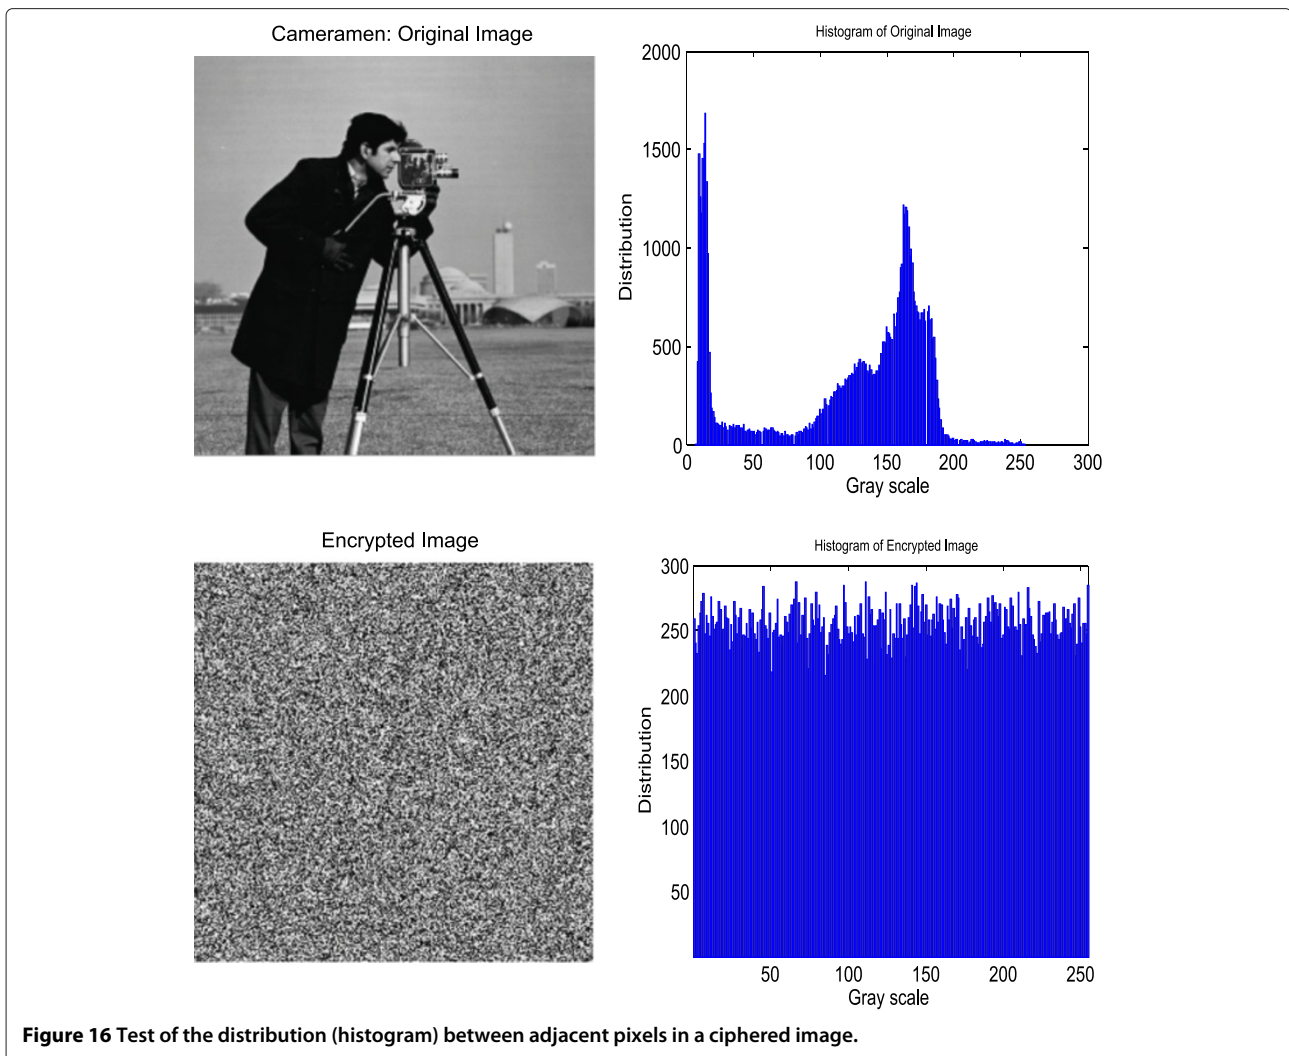 Cameramen: Original Image
Histogram of Original Image
2000
1500
1000
500
0
Distribution
0 50 100 150 200 250 300
Gray scale
Encrypted Image
Histogram of Encrypted Image
300
250
200
150
100
50
Distribution
50 100 150 200 250
Gray scale
Figure 16 Test of the distribution (histogram) between adjacent pixels in a ciphered image.